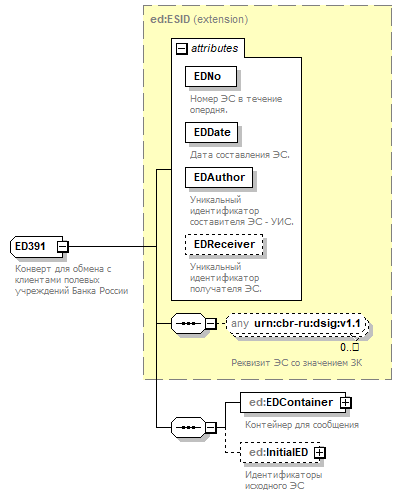 ed:ESID (extension)
attributes
EDNo
Номер ЭС в течение
опердня.
EDDate
Дата составления ЭС.
EDAuthor
Уникальный
идентификатор
составителя ЭС - УИС.
EDReceiver
Уникальный
идентификатор
получателя ЭС.
ED391
Конверт для обмена с
клиентами полевых
учреждений Банка России
any urn:cbr-ru:dsig:v1.1
0..□
Реквизит ЭС со значением ЗК
ed:EDContainer
Контейнер для сообщения
ed:InitialED
Идентификаторы
исходного ЭС